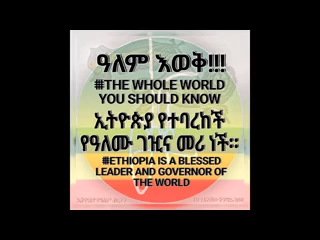 ዓለም እወቅ!!!
#THE WHOLE WORLD
YOU SHOULD KNOW
ኢትዮጵያ የተባረከች
የዓለሙ ገዢና መሪ ነች።
#ETHIOPIA IS A BLESSED
LEADER AND GOVERNOR OF
THE WORLD